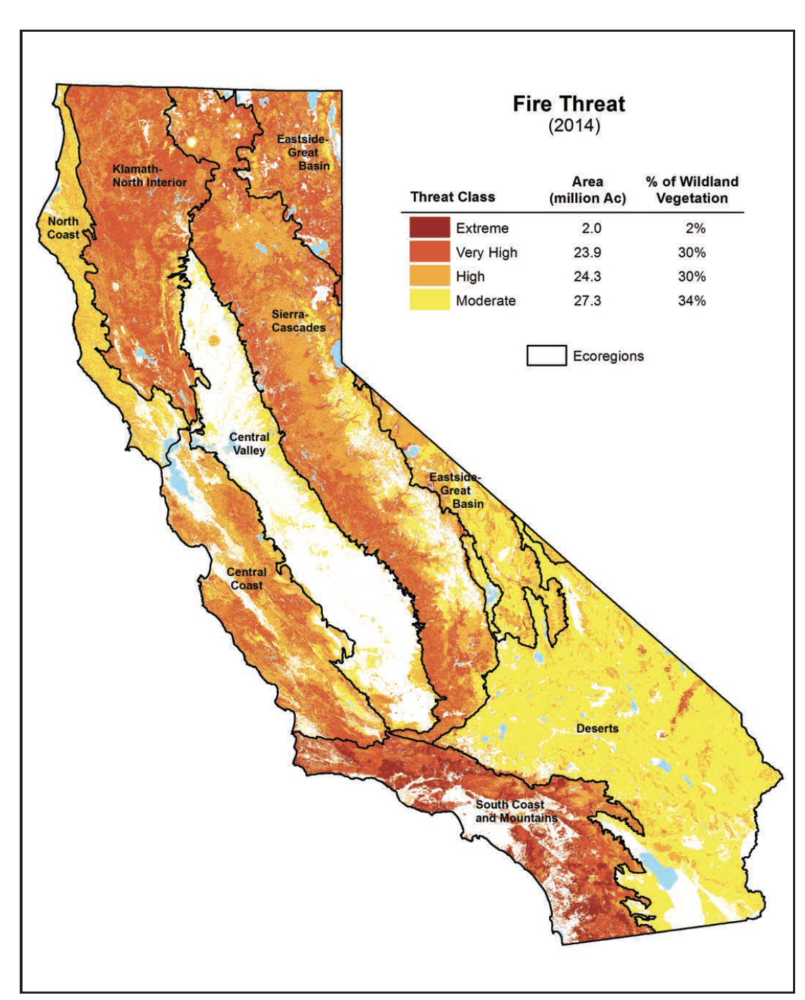 Fire Threat
(2014)
Threat Class
Area
(million Ac)
% of Wildland
Vegetation
Extreme 2.0 2%
Very High 23.9 30%
High 24.3 30%
Moderate 27.3 34%
Ecoregions
Eastside-
Great
Basin
Klamath-
North Interior
North
Coast
Sierra-
Cascades
Central
Valley
Eastside-
Great
Basin
Central
Coast
Deserts
South Coast
and Mountains